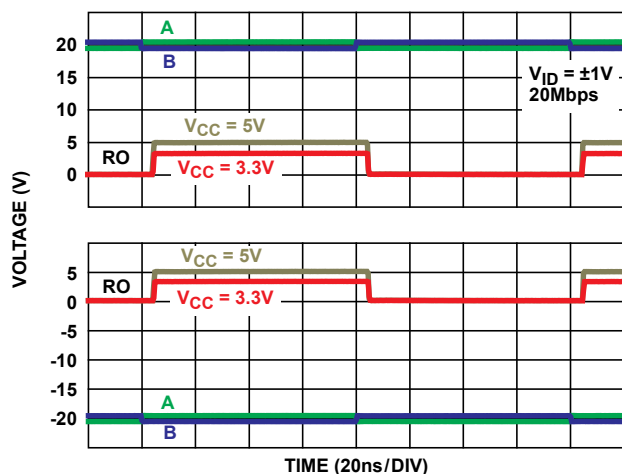 20
15
10
5
0
A
B
V_ID = ±1V
20Mbps
V_CC = 5V
RO
V_CC = 3.3V
VOLTAGE (V)
5
0
-5
-10
-15
-20
V_CC = 5V
RO
V_CC = 3.3V
A
B
TIME (20ns/DIV)